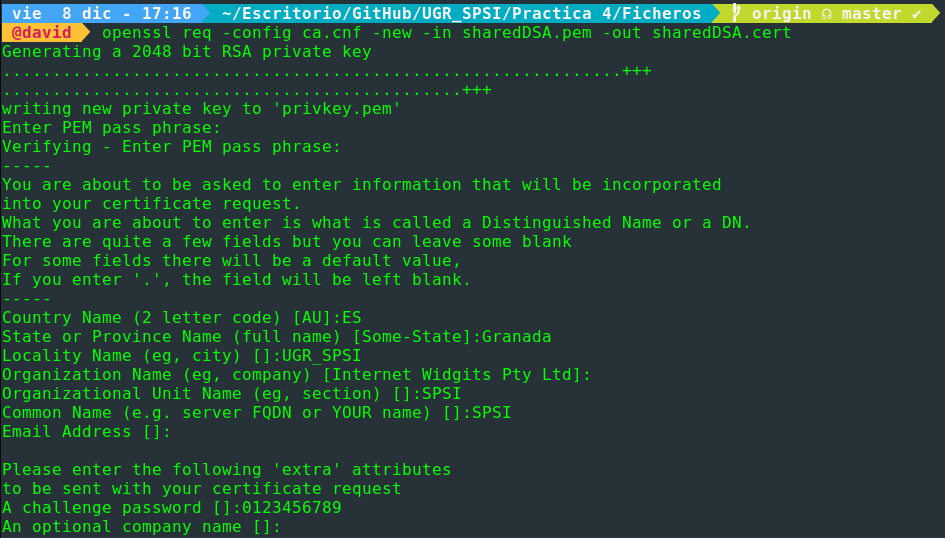 vie 8 dic - 17:16 ~/Escritorio/GitHub/UGR_SPSI/Practica 4/Ficheros origin master ✔
@david openssl req -config ca.cnf -new -in sharedDSA.pem -out sharedDSA.cert
Generating a 2048 bit RSA private key
..............................................................+++
..............................................+++
writing new private key to 'privkey.pem'
Enter PEM pass phrase:
Verifying - Enter PEM pass phrase:
-----
You are about to be asked to enter information that will be incorporated
into your certificate request.
What you are about to enter is what is called a Distinguished Name or a DN.
There are quite a few fields but you can leave some blank
For some fields there will be a default value,
If you enter '.', the field will be left blank.
-----
Country Name (2 letter code) [AU]:ES
State or Province Name (full name) [Some-State]:Granada
Locality Name (eg, city) []:UGR_SPSI
Organization Name (eg, company) [Internet Widgits Pty Ltd]:
Organizational Unit Name (eg, section) []:SPSI
Common Name (e.g. server FQDN or YOUR name) []:SPSI
Email Address []:
Please enter the following 'extra' attributes
to be sent with your certificate request
A challenge password []:0123456789
An optional company name []: